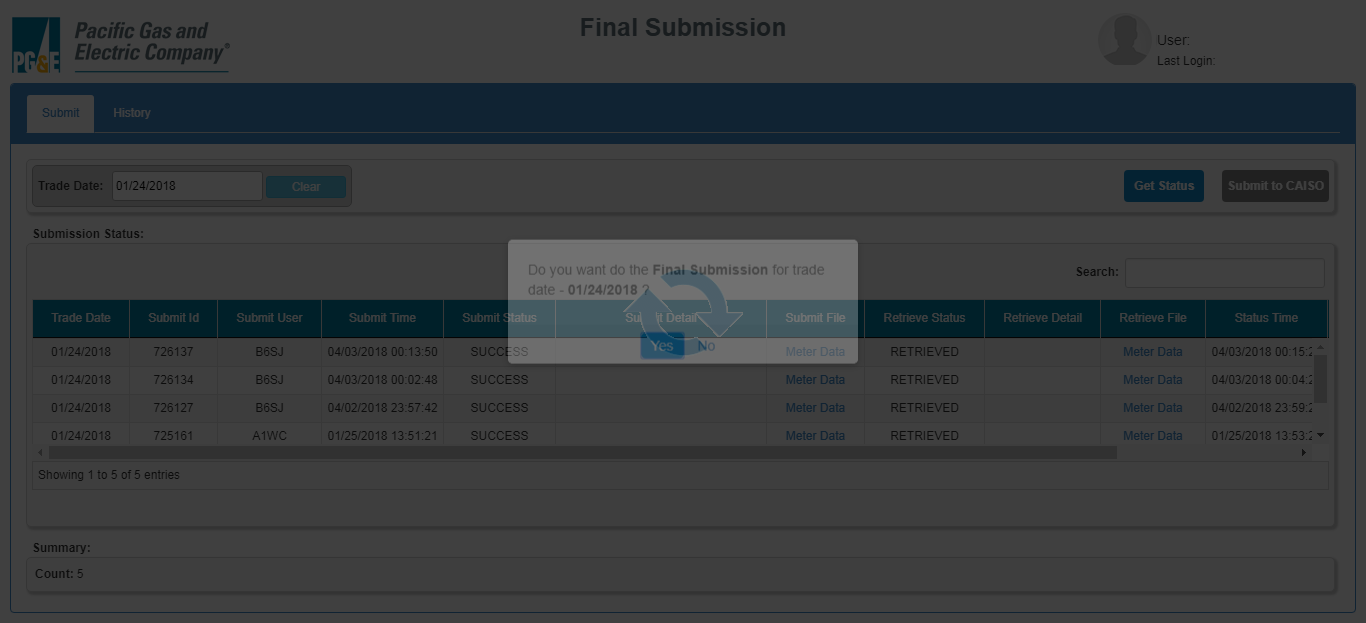 Pacific Gas and
Electric Company®
PG&E
Final Submission
User:
Last Login:
Submit History
Trade Date: 01/24/2018 Clear Get Status Submit to CAISO
Submission Status:
Do you want do the Final Submission for trade
date - 01/24/2018 ?
Yes No
Search:
Trade Date Submit Id Submit User Submit Time Submit Status Submit Detail Submit File Retrieve Status Retrieve Detail Retrieve File Status Time
01/24/2018 726137 B6SJ 04/03/2018 00:13:50 SUCCESS Meter Data RETRIEVED Meter Data 04/03/2018 00:15:2
01/24/2018 726134 B6SJ 04/03/2018 00:02:48 SUCCESS Meter Data RETRIEVED Meter Data 04/03/2018 00:04:2
01/24/2018 726127 B6SJ 04/02/2018 23:57:42 SUCCESS Meter Data RETRIEVED Meter Data 04/02/2018 23:59:2
01/24/2018 725161 A1WC 01/25/2018 13:51:21 SUCCESS Meter Data RETRIEVED Meter Data 01/25/2018 13:53:2
Showing 1 to 5 of 5 entries
Summary:
Count: 5